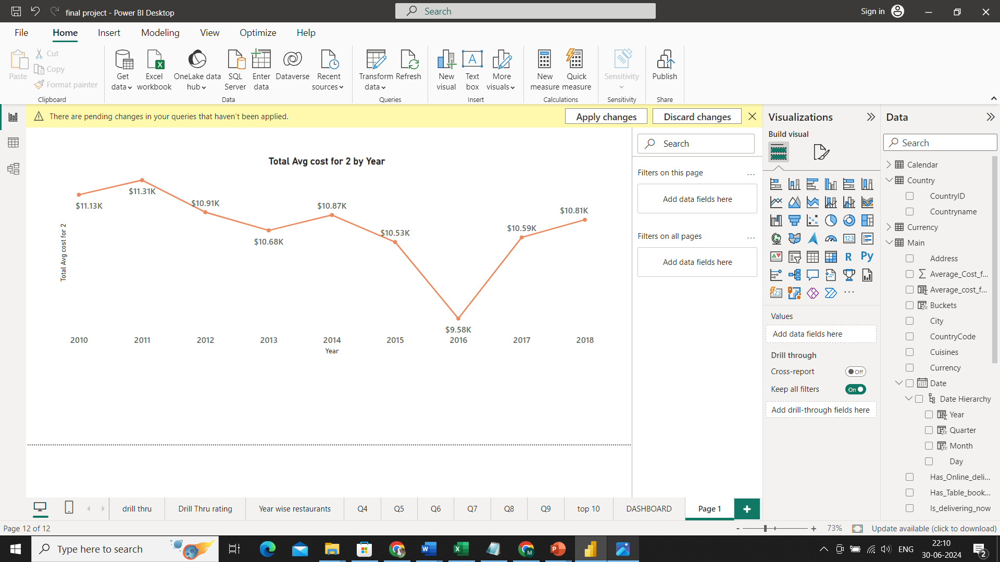 final project - Power BI Desktop
Search
Sign in
File
Home
Insert
Modeling
View
Optimize
Help
Paste
Cut
Copy
Format painter
Clipboard
Get data
Excel workbook
OneLake data hub
SQL Server
Enter data
Dataverse
Recent sources
Data
Transform data
Refresh
Queries
New visual
Text box
More visuals
Insert
New measure
Quick measure
Calculations
Sensitivity
Sensitivity
Publish
Share
There are pending changes in your queries that haven't been applied.
Apply changes
Discard changes
Total Avg cost for 2 by Year
Total Avg cost for 2
$11.13K
$11.31K
$10.91K
$10.68K
$10.87K
$10.53K
$9.58K
$10.59K
$10.81K
2010
2011
2012
2013
2014
2015
2016
2017
2018
Year
Search
Filters on this page
...
Add data fields here
Filters on all pages
...
Add data fields here
Visualizations
Build visual
123
R
Py
123
...
Values
Add data fields here
Drill through
Cross-report
Off
Keep all filters
On
Add drill-through fields here
Data
Search
Calendar
Country
CountryID
Countryname
Currency
Main
Address
Average_Cost_f...
Average_cost_f...
Buckets
City
CountryCode
Cuisines
Currency
Date
Date Hierarchy
Year
Quarter
Month
Day
Has_Online_deli...
Has_Table_book...
Is_delivering_now
drill thru
Drill Thru rating
Year wise restaurants
Q4
Q5
Q6
Q7
Q8
Q9
top 10
DASHBOARD
Page 1
+
Page 12 of 12
- +
73%
Update available (click to download)
Type here to search
ENG
22:10
30-06-2024
2